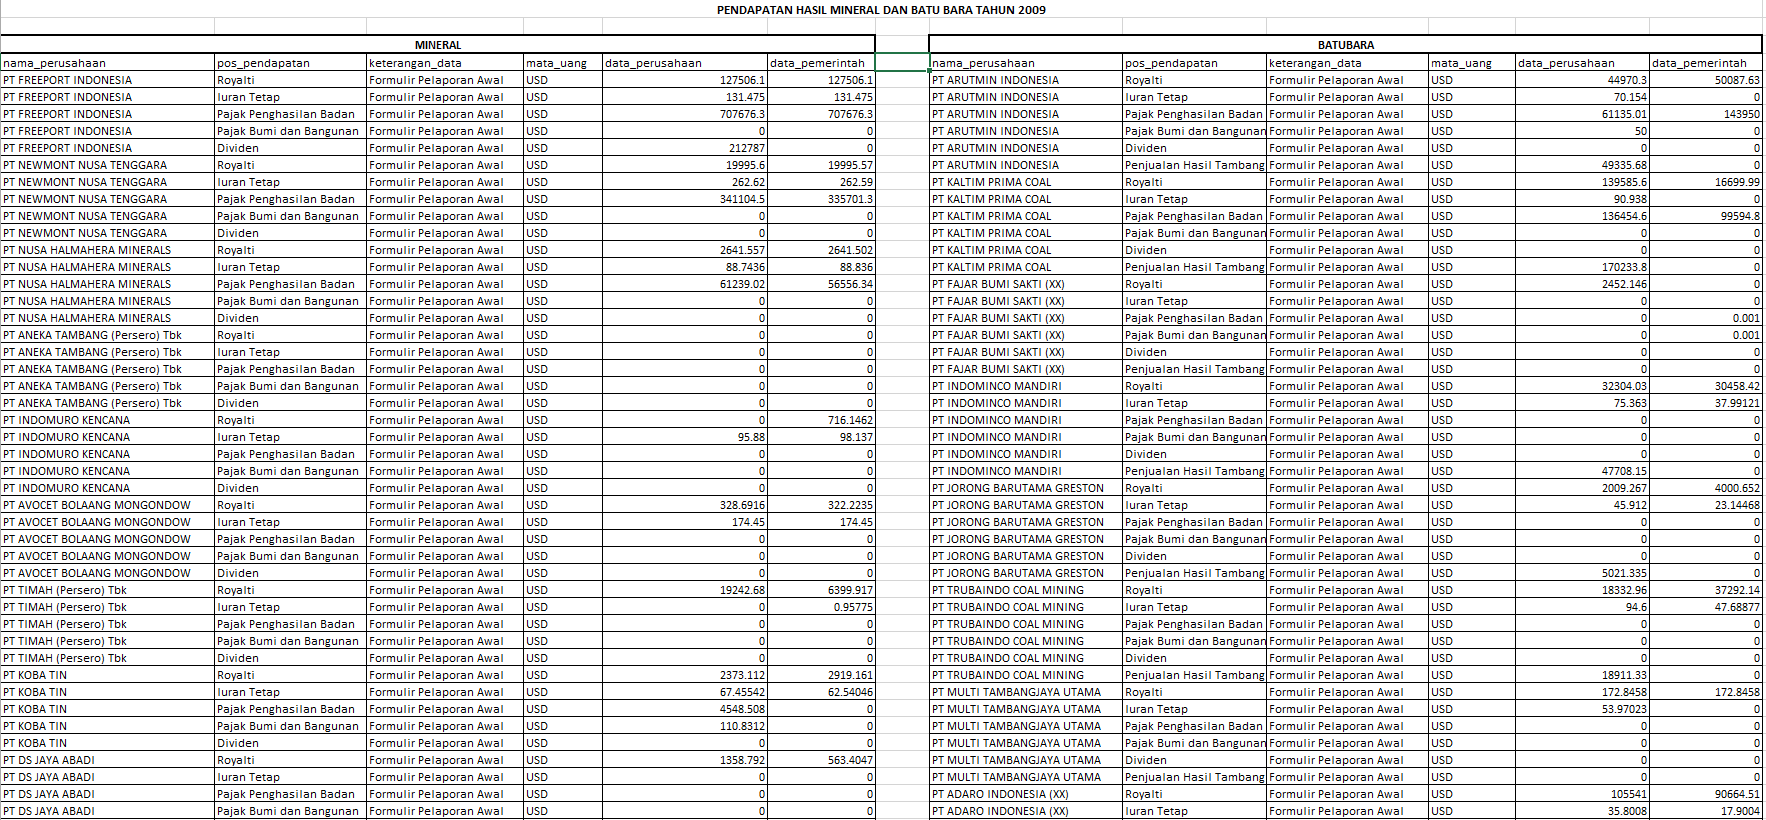 PENDAPATAN HASIL MINERAL DAN BATU BARA TAHUN 2009
MINERAL BATUBARA
nama_perusahaan pos_pendapatan keterangan_data mata_uang data_perusahaan data_pemerintah nama_perusahaan pos_pendapatan keterangan_data mata_uang data_perusahaan data_pemerintah
PT FREEPORT INDONESIA Royalti Formulir Pelaporan Awal USD 127506.1 127506.1 PT ARUTMIN INDONESIA Royalti Formulir Pelaporan Awal USD 44970.3 50087.63
PT FREEPORT INDONESIA Iuran Tetap Formulir Pelaporan Awal USD 131.475 131.475 PT ARUTMIN INDONESIA Iuran Tetap Formulir Pelaporan Awal USD 70.154 0
PT FREEPORT INDONESIA Pajak Penghasilan Badan Formulir Pelaporan Awal USD 707676.3 707676.3 PT ARUTMIN INDONESIA Pajak Penghasilan Badan Formulir Pelaporan Awal USD 61135.01 143950
PT FREEPORT INDONESIA Pajak Bumi dan Bangunan Formulir Pelaporan Awal USD 0 0 PT ARUTMIN INDONESIA Pajak Bumi dan Bangunan Formulir Pelaporan Awal USD 50 0
PT FREEPORT INDONESIA Dividen Formulir Pelaporan Awal USD 212787 0 PT ARUTMIN INDONESIA Dividen Formulir Pelaporan Awal USD 0 0
PT NEWMONT NUSA TENGGARA Royalti Formulir Pelaporan Awal USD 19995.6 19995.57 PT ARUTMIN INDONESIA Penjualan Hasil Tambang Formulir Pelaporan Awal USD 49335.68 0
PT NEWMONT NUSA TENGGARA Iuran Tetap Formulir Pelaporan Awal USD 262.62 262.59 PT KALTIM PRIMA COAL Royalti Formulir Pelaporan Awal USD 139585.6 16699.99
PT NEWMONT NUSA TENGGARA Pajak Penghasilan Badan Formulir Pelaporan Awal USD 341104.5 335701.3 PT KALTIM PRIMA COAL Iuran Tetap Formulir Pelaporan Awal USD 90.938 0
PT NEWMONT NUSA TENGGARA Pajak Bumi dan Bangunan Formulir Pelaporan Awal USD 0 0 PT KALTIM PRIMA COAL Pajak Penghasilan Badan Formulir Pelaporan Awal USD 136454.6 99594.8
PT NEWMONT NUSA TENGGARA Dividen Formulir Pelaporan Awal USD 0 0 PT KALTIM PRIMA COAL Pajak Bumi dan Bangunan Formulir Pelaporan Awal USD 0 0
PT NUSA HALMAHERA MINERALS Royalti Formulir Pelaporan Awal USD 2641.557 2641.502 PT KALTIM PRIMA COAL Dividen Formulir Pelaporan Awal USD 0 0
PT NUSA HALMAHERA MINERALS Iuran Tetap Formulir Pelaporan Awal USD 88.7436 88.836 PT KALTIM PRIMA COAL Penjualan Hasil Tambang Formulir Pelaporan Awal USD 170233.8 0
PT NUSA HALMAHERA MINERALS Pajak Penghasilan Badan Formulir Pelaporan Awal USD 61239.02 56556.34 PT FAJAR BUMI SAKTI (XX) Royalti Formulir Pelaporan Awal USD 2452.146 0
PT NUSA HALMAHERA MINERALS Pajak Bumi dan Bangunan Formulir Pelaporan Awal USD 0 0 PT FAJAR BUMI SAKTI (XX) Iuran Tetap Formulir Pelaporan Awal USD 0 0
PT NUSA HALMAHERA MINERALS Dividen Formulir Pelaporan Awal USD 0 0 PT FAJAR BUMI SAKTI (XX) Pajak Penghasilan Badan Formulir Pelaporan Awal USD 0 0.001
PT ANEKA TAMBANG (Persero) Tbk Royalti Formulir Pelaporan Awal USD 0 0 PT FAJAR BUMI SAKTI (XX) Pajak Bumi dan Bangunan Formulir Pelaporan Awal USD 0 0.001
PT ANEKA TAMBANG (Persero) Tbk Iuran Tetap Formulir Pelaporan Awal USD 0 0 PT FAJAR BUMI SAKTI (XX) Dividen Formulir Pelaporan Awal USD 0 0
PT ANEKA TAMBANG (Persero) Tbk Pajak Penghasilan Badan Formulir Pelaporan Awal USD 0 0 PT FAJAR BUMI SAKTI (XX) Penjualan Hasil Tambang Formulir Pelaporan Awal USD 0 0
PT ANEKA TAMBANG (Persero) Tbk Pajak Bumi dan Bangunan Formulir Pelaporan Awal USD 0 0 PT INDOMINCO MANDIRI Royalti Formulir Pelaporan Awal USD 32304.03 30458.42
PT ANEKA TAMBANG (Persero) Tbk Dividen Formulir Pelaporan Awal USD 0 0 PT INDOMINCO MANDIRI Iuran Tetap Formulir Pelaporan Awal USD 75.363 37.99121
PT INDOMURO KENCANA Royalti Formulir Pelaporan Awal USD 0 716.1462 PT INDOMINCO MANDIRI Pajak Penghasilan Badan Formulir Pelaporan Awal USD 0 0
PT INDOMURO KENCANA Iuran Tetap Formulir Pelaporan Awal USD 95.88 98.137 PT INDOMINCO MANDIRI Pajak Bumi dan Bangunan Formulir Pelaporan Awal USD 0 0
PT INDOMURO KENCANA Pajak Penghasilan Badan Formulir Pelaporan Awal USD 0 0 PT INDOMINCO MANDIRI Dividen Formulir Pelaporan Awal USD 0 0
PT INDOMURO KENCANA Pajak Bumi dan Bangunan Formulir Pelaporan Awal USD 0 0 PT INDOMINCO MANDIRI Penjualan Hasil Tambang Formulir Pelaporan Awal USD 47708.15 0
PT INDOMURO KENCANA Dividen Formulir Pelaporan Awal USD 0 0 PT JORONG BARUTAMA GRESTON Royalti Formulir Pelaporan Awal USD 2009.267 4000.652
PT AVOCET BOLAANG MONGONDOW Royalti Formulir Pelaporan Awal USD 328.6916 322.2235 PT JORONG BARUTAMA GRESTON Iuran Tetap Formulir Pelaporan Awal USD 45.912 23.14468
PT AVOCET BOLAANG MONGONDOW Iuran Tetap Formulir Pelaporan Awal USD 174.45 174.45 PT JORONG BARUTAMA GRESTON Pajak Penghasilan Badan Formulir Pelaporan Awal USD 0 0
PT AVOCET BOLAANG MONGONDOW Pajak Penghasilan Badan Formulir Pelaporan Awal USD 0 0 PT JORONG BARUTAMA GRESTON Pajak Bumi dan Bangunan Formulir Pelaporan Awal USD 0 0
PT AVOCET BOLAANG MONGONDOW Pajak Bumi dan Bangunan Formulir Pelaporan Awal USD 0 0 PT JORONG BARUTAMA GRESTON Dividen Formulir Pelaporan Awal USD 0 0
PT AVOCET BOLAANG MONGONDOW Dividen Formulir Pelaporan Awal USD 0 0 PT JORONG BARUTAMA GRESTON Penjualan Hasil Tambang Formulir Pelaporan Awal USD 5021.335 0
PT TIMAH (Persero) Tbk Royalti Formulir Pelaporan Awal USD 19242.68 6399.917 PT TRUBAINDO COAL MINING Royalti Formulir Pelaporan Awal USD 18332.96 37292.14
PT TIMAH (Persero) Tbk Iuran Tetap Formulir Pelaporan Awal USD 0 0.95775 PT TRUBAINDO COAL MINING Iuran Tetap Formulir Pelaporan Awal USD 94.6 47.68877
PT TIMAH (Persero) Tbk Pajak Penghasilan Badan Formulir Pelaporan Awal USD 0 0 PT TRUBAINDO COAL MINING Pajak Penghasilan Badan Formulir Pelaporan Awal USD 0 0
PT TIMAH (Persero) Tbk Pajak Bumi dan Bangunan Formulir Pelaporan Awal USD 0 0 PT TRUBAINDO COAL MINING Pajak Bumi dan Bangunan Formulir Pelaporan Awal USD 0 0
PT TIMAH (Persero) Tbk Dividen Formulir Pelaporan Awal USD 0 0 PT TRUBAINDO COAL MINING Dividen Formulir Pelaporan Awal USD 0 0
PT KOBA TIN Royalti Formulir Pelaporan Awal USD 2373.112 2919.161 PT TRUBAINDO COAL MINING Penjualan Hasil Tambang Formulir Pelaporan Awal USD 18911.33 0
PT KOBA TIN Iuran Tetap Formulir Pelaporan Awal USD 67.45542 62.54046 PT MULTI TAMBANGJAYA UTAMA Royalti Formulir Pelaporan Awal USD 172.8458 172.8458
PT KOBA TIN Pajak Penghasilan Badan Formulir Pelaporan Awal USD 4548.508 0 PT MULTI TAMBANGJAYA UTAMA Iuran Tetap Formulir Pelaporan Awal USD 53.97023 0
PT KOBA TIN Pajak Bumi dan Bangunan Formulir Pelaporan Awal USD 110.8312 0 PT MULTI TAMBANGJAYA UTAMA Pajak Penghasilan Badan Formulir Pelaporan Awal USD 0 0
PT KOBA TIN Dividen Formulir Pelaporan Awal USD 0 0 PT MULTI TAMBANGJAYA UTAMA Pajak Bumi dan Bangunan Formulir Pelaporan Awal USD 0 0
PT DS JAYA ABADI Royalti Formulir Pelaporan Awal USD 1358.792 563.4047 PT MULTI TAMBANGJAYA UTAMA Dividen Formulir Pelaporan Awal USD 0 0
PT DS JAYA ABADI Iuran Tetap Formulir Pelaporan Awal USD 0 0 PT MULTI TAMBANGJAYA UTAMA Penjualan Hasil Tambang Formulir Pelaporan Awal USD 0 0
PT DS JAYA ABADI Pajak Penghasilan Badan Formulir Pelaporan Awal USD 0 0 PT ADARO INDONESIA (XX) Royalti Formulir Pelaporan Awal USD 105541 90664.51
PT DS JAYA ABADI Pajak Bumi dan Bangunan Formulir Pelaporan Awal USD 0 0 PT ADARO INDONESIA (XX) Iuran Tetap Formulir Pelaporan Awal USD 35.8008 17.9004